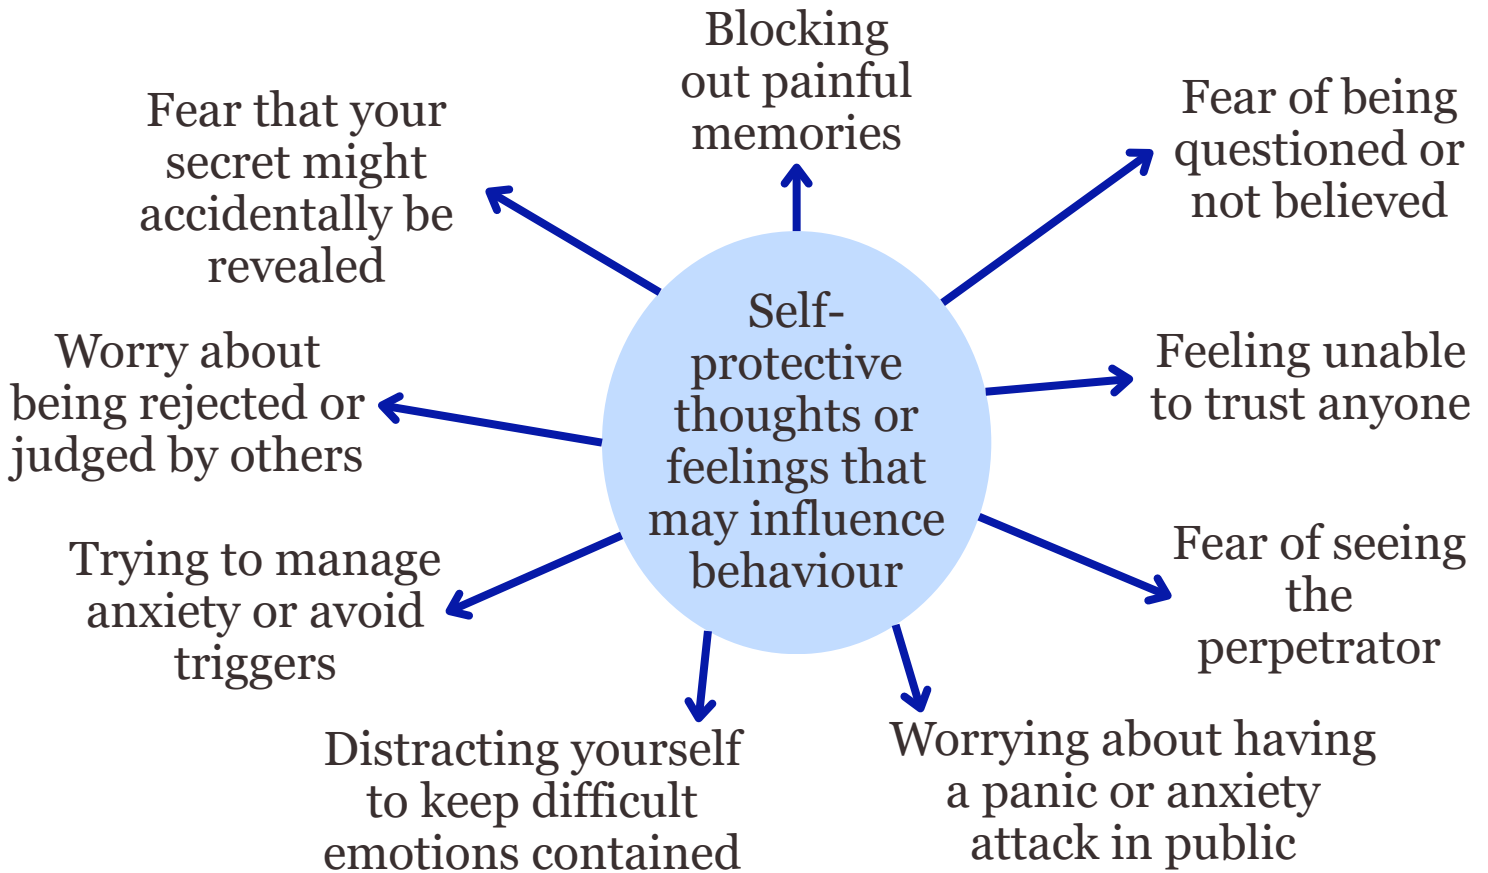 Blocking
out painful
memories
Fear of being
questioned or
not believed
Feeling unable
to trust anyone
Fear of seeing
the
perpetrator
Worrying about having
a panic or anxiety
attack in public
Distracting yourself
to keep difficult
emotions contained
Trying to manage
anxiety or avoid
triggers
Worry about
being rejected or
judged by others
Fear that your
secret might
accidentally be
revealed
Self-
protective
thoughts or
feelings that
may influence
behaviour